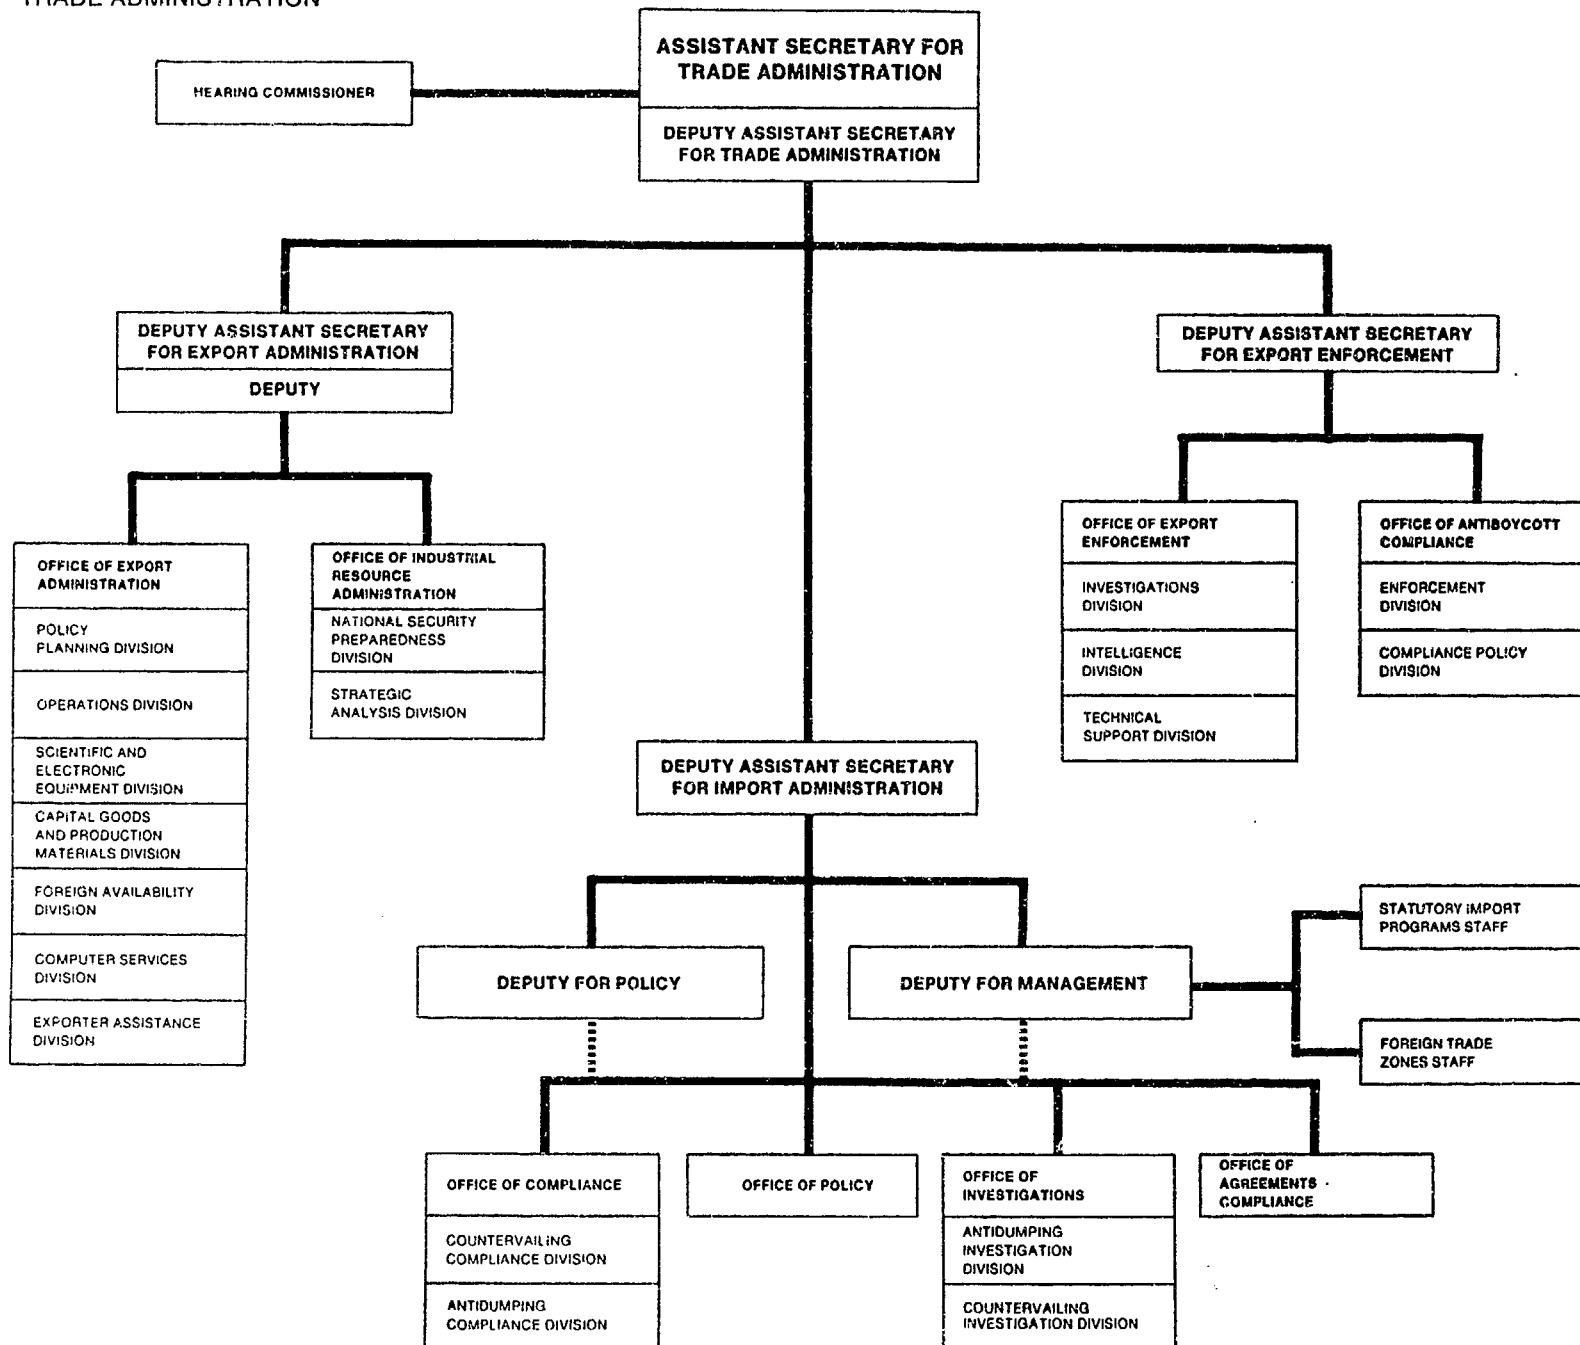 TRADE ADMINISTRATION
ASSISTANT SECRETARY FOR
TRADE ADMINISTRATION
HEARING COMMISSIONER
DEPUTY ASSISTANT SECRETARY
FOR TRADE ADMINISTRATION
DEPUTY ASSISTANT SECRETARY
FOR EXPORT ADMINISTRATION
DEPUTY
DEPUTY ASSISTANT SECRETARY
FOR EXPORT ENFORCEMENT
OFFICE OF EXPORT
ADMINISTRATION
POLICY
PLANNING DIVISION
OPERATIONS DIVISION
SCIENTIFIC AND
ELECTRONIC
EQUIPMENT DIVISION
CAPITAL GOODS
AND PRODUCTION
MATERIALS DIVISION
FOREIGN AVAILABILITY
DIVISION
COMPUTER SERVICES
DIVISION
EXPORTER ASSISTANCE
DIVISION
OFFICE OF INDUSTRIAL
RESOURCE
ADMINISTRATION
NATIONAL SECURITY
PREPAREDNESS
DIVISION
STRATEGIC
ANALYSIS DIVISION
OFFICE OF EXPORT
ENFORCEMENT
INVESTIGATIONS
DIVISION
INTELLIGENCE
DIVISION
TECHNICAL
SUPPORT DIVISION
OFFICE OF ANTIBOYCOTT
COMPLIANCE
ENFORCEMENT
DIVISION
COMPLIANCE POLICY
DIVISION
DEPUTY ASSISTANT SECRETARY
FOR IMPORT ADMINISTRATION
DEPUTY FOR POLICY
DEPUTY FOR MANAGEMENT
STATUTORY IMPORT
PROGRAMS STAFF
FOREIGN TRADE
ZONES STAFF
OFFICE OF COMPLIANCE
COUNTERVAILING
COMPLIANCE DIVISION
ANTIDUMPING
COMPLIANCE DIVISION
OFFICE OF POLICY
OFFICE OF
INVESTIGATIONS
ANTIDUMPING
INVESTIGATION
DIVISION
COUNTERVAILING
INVESTIGATION DIVISION
OFFICE OF
AGREEMENTS
COMPLIANCE